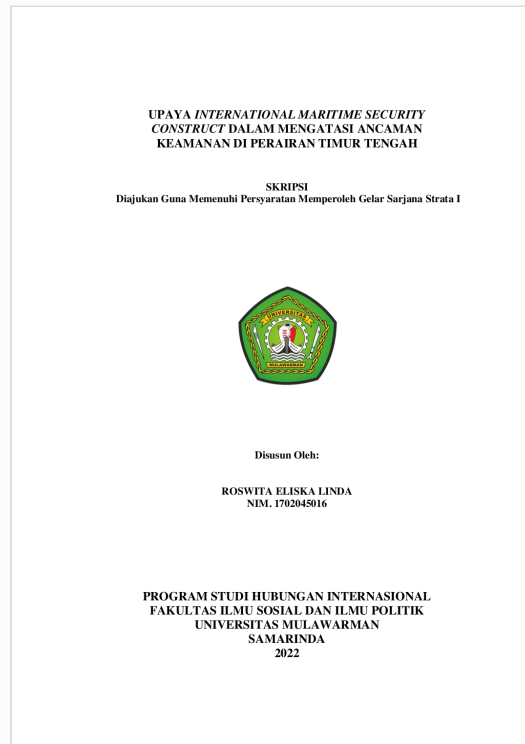 UPAYA INTERNATIONAL MARITIME SECURITY
CONSTRUCT DALAM MENGATASI ANCAMAN
KEAMANAN DI PERAIRAN TIMUR TENGAH
SKRIPSI
Diajukan Guna Memenuhi Persyaratan Memperoleh Gelar Sarjana Strata I
UNIVERSITAS
MULAWARMAN
Disusun Oleh:
ROSWITA ELISKA LINDA
NIM. 1702045016
PROGRAM STUDI HUBUNGAN INTERNASIONAL
FAKULTAS ILMU SOSIAL DAN ILMU POLITIK
UNIVERSITAS MULAWARMAN
SAMARINDA
2022